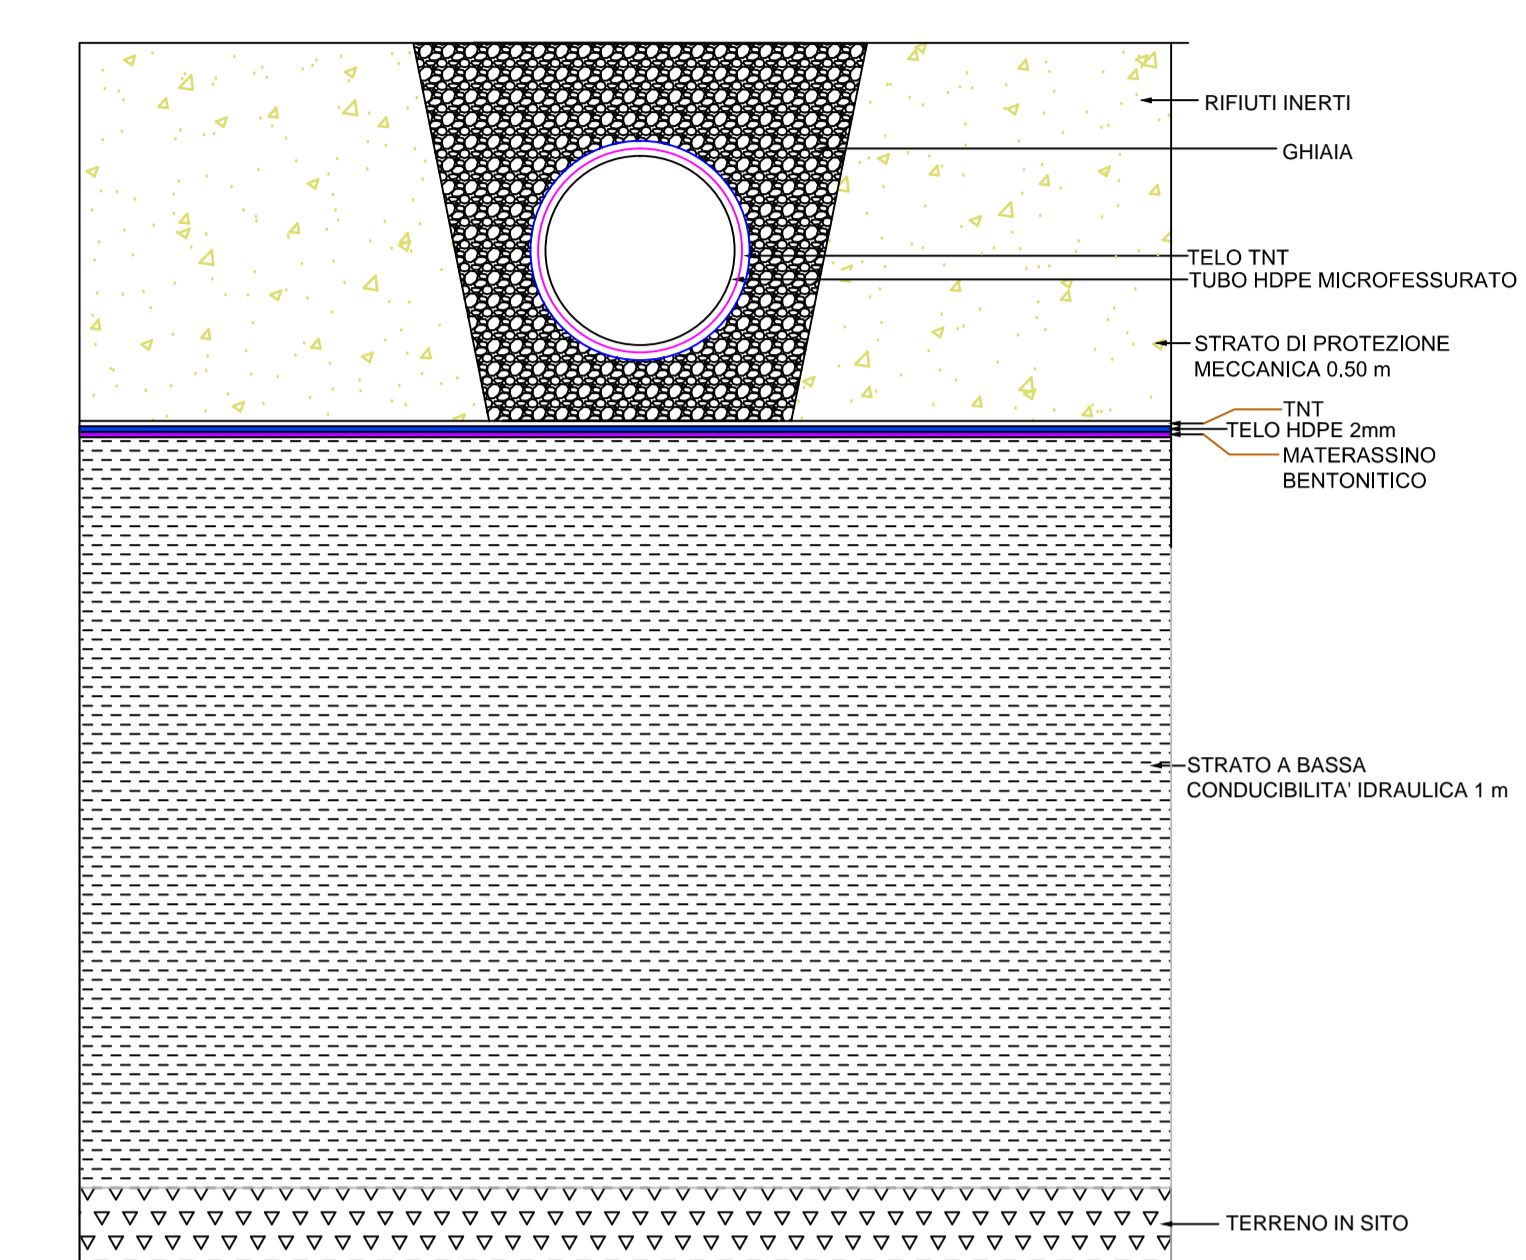 RIFIUTI INERTI
GHIAIA
TELO TNT
TUBO HDPE MICROFESSURATO
STRATO DI PROTEZIONE
MECCANICA 0.50 m
TNT
TELO HDPE 2mm
MATERASSINO
BENTONITICO
STRATO A BASSA
CONDUCIBILITA' IDRAULICA 1 m
TERRENO IN SITO